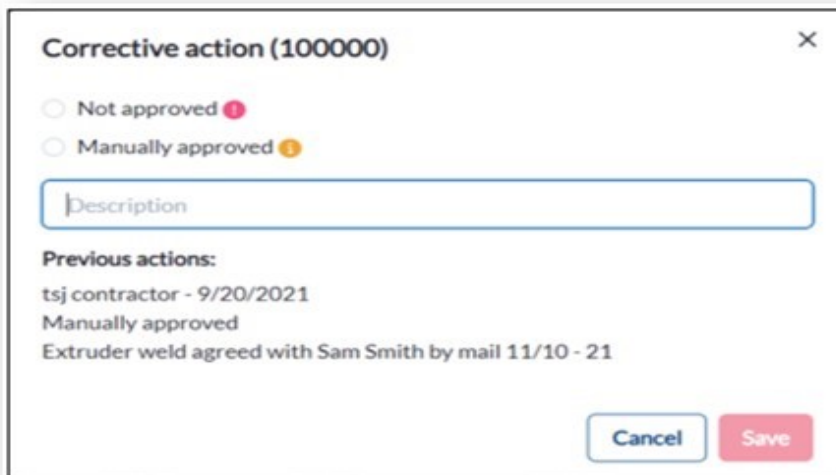 Corrective action (100000)
Not approved
Manually approved
Description
Previous actions:
tsj contractor - 9/20/2021
Manually approved
Extruder weld agreed with Sam Smith by mail 11/10 - 21
Cancel Save